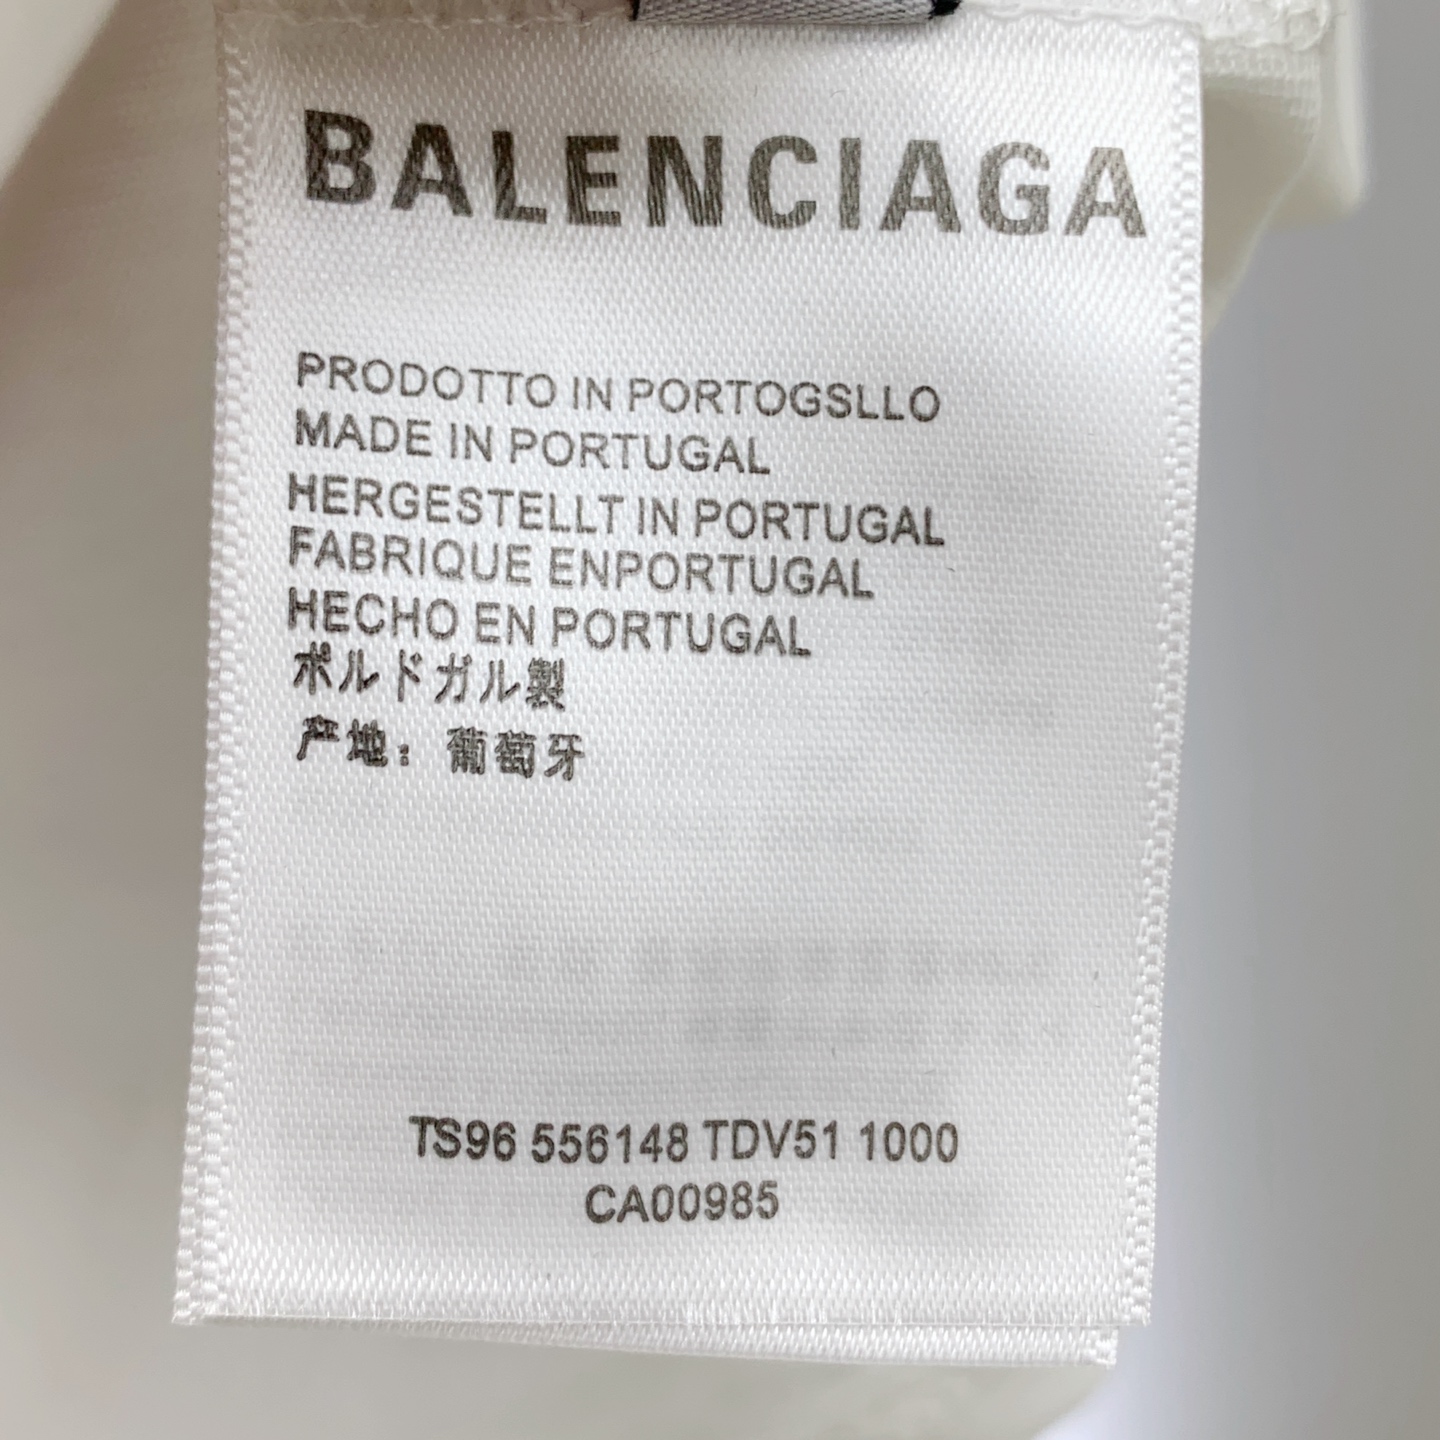 BALENCIAGA
PRODOTTO IN PORTOGSLLO
MADE IN PORTUGAL
HERGESTELLT IN PORTUGAL
FABRIQUE ENPORTUGAL
HECHO EN PORTUGAL
ポルドガル製
产地：葡萄牙
TS96 556148 TDV51 1000
CA00985